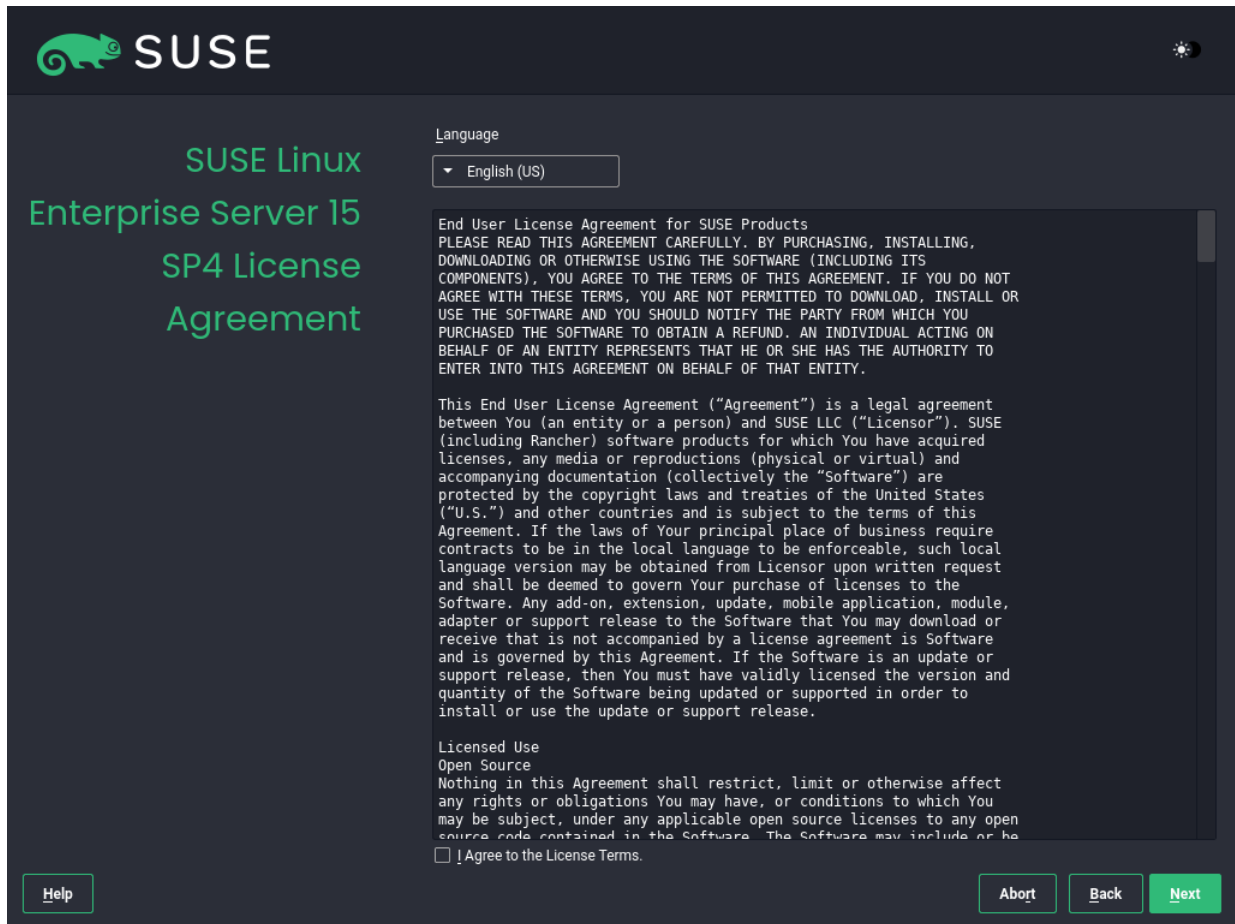 SUSE
SUSE Linux
Enterprise Server 15
SP4 License
Agreement
Language
English (US)
End User License Agreement for SUSE Products
PLEASE READ THIS AGREEMENT CAREFULLY. BY PURCHASING, INSTALLING,
DOWNLOADING OR OTHERWISE USING THE SOFTWARE (INCLUDING ITS
COMPONENTS), YOU AGREE TO THE TERMS OF THIS AGREEMENT. IF YOU DO NOT
AGREE WITH THESE TERMS, YOU ARE NOT PERMITTED TO DOWNLOAD, INSTALL OR
USE THE SOFTWARE AND YOU SHOULD NOTIFY THE PARTY FROM WHICH YOU
PURCHASED THE SOFTWARE TO OBTAIN A REFUND. AN INDIVIDUAL ACTING ON
BEHALF OF AN ENTITY REPRESENTS THAT HE OR SHE HAS THE AUTHORITY TO
ENTER INTO THIS AGREEMENT ON BEHALF OF THAT ENTITY.
This End User License Agreement (“Agreement”) is a legal agreement
between You (an entity or a person) and SUSE LLC (“Licensor”). SUSE
(including Rancher) software products for which You have acquired
licenses, any media or reproductions (physical or virtual) and
accompanying documentation (collectively the “Software”) are
protected by the copyright laws and treaties of the United States
(“U.S.”) and other countries and is subject to the terms of this
Agreement. If the laws of Your principal place of business require
contracts to be in the local language to be enforceable, such local
language version may be obtained from Licensor upon written request
and shall be deemed to govern Your purchase of licenses to the
Software. Any add-on, extension, update, mobile application, module,
adapter or support release to the Software that You may download or
receive that is not accompanied by a license agreement is Software
and is governed by this Agreement. If the Software is an update or
support release, then You must have validly licensed the version and
quantity of the Software being updated or supported in order to
install or use the update or support release.
Licensed Use
Open Source
Nothing in this Agreement shall restrict, limit or otherwise affect
any rights or obligations You may have, or conditions to which You
may be subject, under any applicable open source licenses to any open
source code contained in the Software. The Software may include or be
I Agree to the License Terms.
Help
Abort
Back
Next